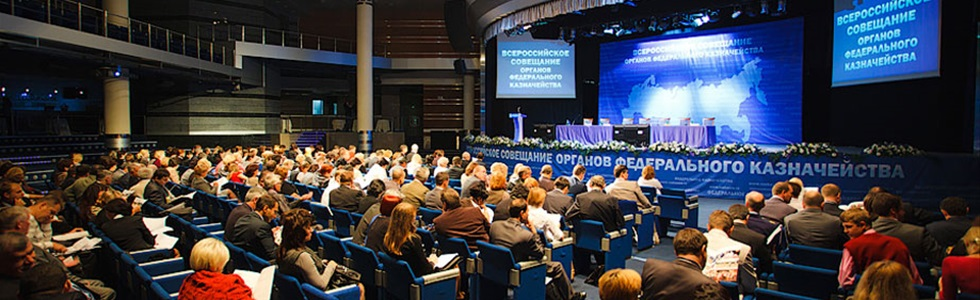 ВСЕРОССИЙСКОЕ
СОВЕЩАНИЕ
ОРГАНОВ
ФЕДЕРАЛЬНОГО
КАЗНАЧЕЙСТВА
ВСЕРОССИЙСКОЕ СОВЕЩАНИЕ
ОРГАНОВ ФЕДЕРАЛЬНОГО КАЗНАЧЕЙСТВА
ВСЕРОССИЙСКОЕ
СОВЕЩАНИЕ
ОРГАНОВ
ФЕДЕРАЛЬНОГО
КАЗНАЧЕЙСТВА
СОВЕЩАНИЕ ОРГАНОВ ФЕДЕРАЛЬНОГО КАЗНАЧЕЙСТВА